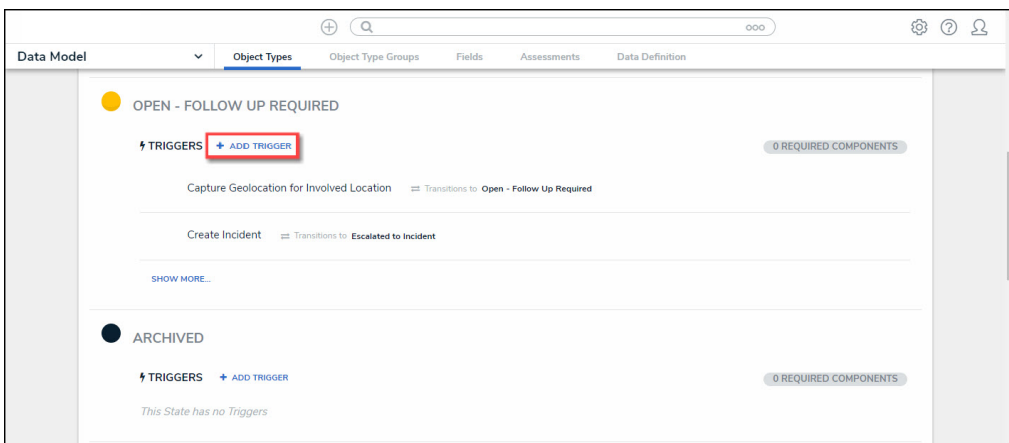 ooo
Data Model
Object Types
Object Type Groups
Fields
Assessments
Data Definition
OPEN - FOLLOW UP REQUIRED
TRIGGERS + ADD TRIGGER
0 REQUIRED COMPONENTS
Capture Geolocation for Involved Location Transitions to Open - Follow Up Required
Create Incident Transitions to Escalated to Incident
SHOW MORE...
ARCHIVED
TRIGGERS + ADD TRIGGER
0 REQUIRED COMPONENTS
This State has no Triggers